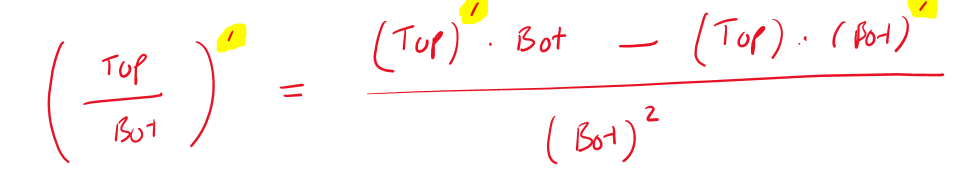 (Top/Bot)' = ((Top)' · Bot − (Top) · (Bot)')/(Bot)²